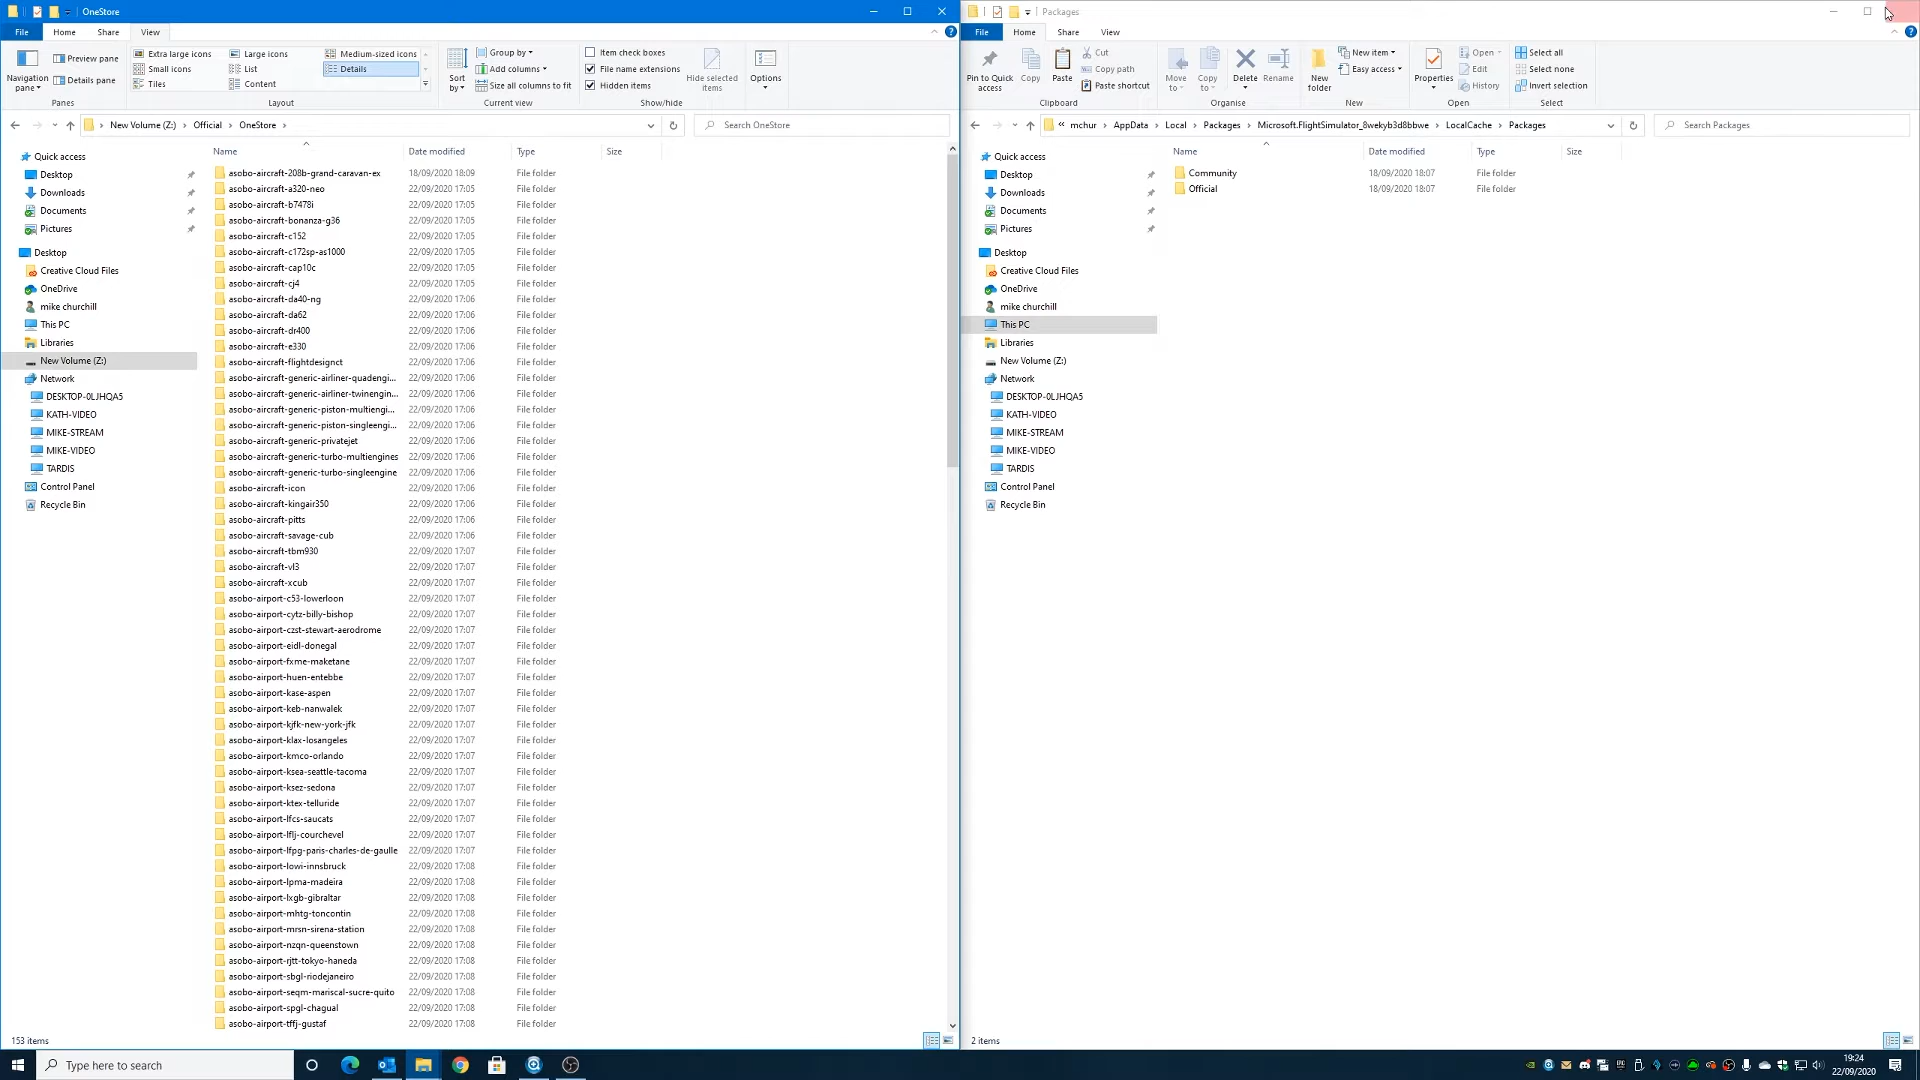 OneStore
File Home Share View
Navigation pane
Preview pane
Details pane
Panes
Extra large icons Large icons Medium-sized icons
Small icons List Details
Tiles Content
Layout
Sort by
Group by
Add columns
Size all columns to fit
Current view
Item check boxes
File name extensions
Hidden items
Hide selected items
Show/hide
Options
New Volume (Z:) Official OneStore
Search OneStore
Quick access
Desktop
Downloads
Documents
Pictures
Desktop
Creative Cloud Files
OneDrive
mike churchill
This PC
Libraries
New Volume (Z:)
Network
DESKTOP-0LJHQA5
KATH-VIDEO
MIKE-STREAM
MIKE-VIDEO
TARDIS
Control Panel
Recycle Bin
Name Date modified Type Size
asobo-aircraft-208b-grand-caravan-ex 18/09/2020 18:09 File folder
asobo-aircraft-a320-neo 22/09/2020 17:05 File folder
asobo-aircraft-b7478i 22/09/2020 17:05 File folder
asobo-aircraft-bonanza-g36 22/09/2020 17:05 File folder
asobo-aircraft-c152 22/09/2020 17:05 File folder
asobo-aircraft-c172sp-as1000 22/09/2020 17:05 File folder
asobo-aircraft-cap10c 22/09/2020 17:05 File folder
asobo-aircraft-cj4 22/09/2020 17:05 File folder
asobo-aircraft-da40-ng 22/09/2020 17:06 File folder
asobo-aircraft-da62 22/09/2020 17:06 File folder
asobo-aircraft-dr400 22/09/2020 17:06 File folder
asobo-aircraft-e330 22/09/2020 17:06 File folder
asobo-aircraft-flightdesignct 22/09/2020 17:06 File folder
asobo-aircraft-generic-airliner-quadengi... 22/09/2020 17:06 File folder
asobo-aircraft-generic-airliner-twinengin... 22/09/2020 17:06 File folder
asobo-aircraft-generic-piston-multiengi... 22/09/2020 17:06 File folder
asobo-aircraft-generic-piston-singleengi... 22/09/2020 17:06 File folder
asobo-aircraft-generic-privatejet 22/09/2020 17:06 File folder
asobo-aircraft-generic-turbo-multiengines 22/09/2020 17:06 File folder
asobo-aircraft-generic-turbo-singleengine 22/09/2020 17:06 File folder
asobo-aircraft-icon 22/09/2020 17:06 File folder
asobo-aircraft-kingair350 22/09/2020 17:06 File folder
asobo-aircraft-pitts 22/09/2020 17:06 File folder
asobo-aircraft-savage-cub 22/09/2020 17:06 File folder
asobo-aircraft-tbm930 22/09/2020 17:07 File folder
asobo-aircraft-vl3 22/09/2020 17:07 File folder
asobo-aircraft-xcub 22/09/2020 17:07 File folder
asobo-airport-c53-lowerloon 22/09/2020 17:07 File folder
asobo-airport-cytz-billy-bishop 22/09/2020 17:07 File folder
asobo-airport-czst-stewart-aerodrome 22/09/2020 17:07 File folder
asobo-airport-eidl-donegal 22/09/2020 17:07 File folder
asobo-airport-fxme-maketane 22/09/2020 17:07 File folder
asobo-airport-huen-entebbe 22/09/2020 17:07 File folder
asobo-airport-kase-aspen 22/09/2020 17:07 File folder
asobo-airport-keb-nanwalek 22/09/2020 17:07 File folder
asobo-airport-kjfk-new-york-jfk 22/09/2020 17:07 File folder
asobo-airport-klax-losangeles 22/09/2020 17:07 File folder
asobo-airport-kmco-orlando 22/09/2020 17:07 File folder
asobo-airport-ksea-seattle-tacoma 22/09/2020 17:07 File folder
asobo-airport-ksez-sedona 22/09/2020 17:07 File folder
asobo-airport-ktex-telluride 22/09/2020 17:07 File folder
asobo-airport-lfcs-saucats 22/09/2020 17:07 File folder
asobo-airport-lflj-courchevel 22/09/2020 17:07 File folder
asobo-airport-lfpg-paris-charles-de-gaulle 22/09/2020 17:07 File folder
asobo-airport-lowi-innsbruck 22/09/2020 17:08 File folder
asobo-airport-lpma-madeira 22/09/2020 17:08 File folder
asobo-airport-lxgb-gibraltar 22/09/2020 17:08 File folder
asobo-airport-mhtg-toncontin 22/09/2020 17:08 File folder
asobo-airport-mrsn-sirena-station 22/09/2020 17:08 File folder
asobo-airport-nzqn-queenstown 22/09/2020 17:08 File folder
asobo-airport-rjtt-tokyo-haneda 22/09/2020 17:08 File folder
asobo-airport-sbgl-riodejaneiro 22/09/2020 17:08 File folder
asobo-airport-seqm-mariscal-sucre-quito 22/09/2020 17:08 File folder
asobo-airport-spgl-chagual 22/09/2020 17:08 File folder
asobo-airport-tffj-gustaf 22/09/2020 17:08 File folder
153 items
Packages
File Home Share View
Pin to Quick access
Copy
Paste
Cut
Copy path
Paste shortcut
Clipboard
Move to
Copy to
Delete
Rename
Organise
New folder
New item
Easy access
New
Properties
Open
Edit
History
Open
Select all
Select none
Invert selection
Select
« mchur AppData Local Packages Microsoft.FlightSimulator_8wekyb3d8bbwe LocalCache Packages
Search Packages
Quick access
Desktop
Downloads
Documents
Pictures
Desktop
Creative Cloud Files
OneDrive
mike churchill
This PC
Libraries
New Volume (Z:)
Network
DESKTOP-0LJHQA5
KATH-VIDEO
MIKE-STREAM
MIKE-VIDEO
TARDIS
Control Panel
Recycle Bin
Name Date modified Type Size
Community 18/09/2020 18:07 File folder
Official 18/09/2020 18:07 File folder
2 items
Type here to search
19:24
22/09/2020